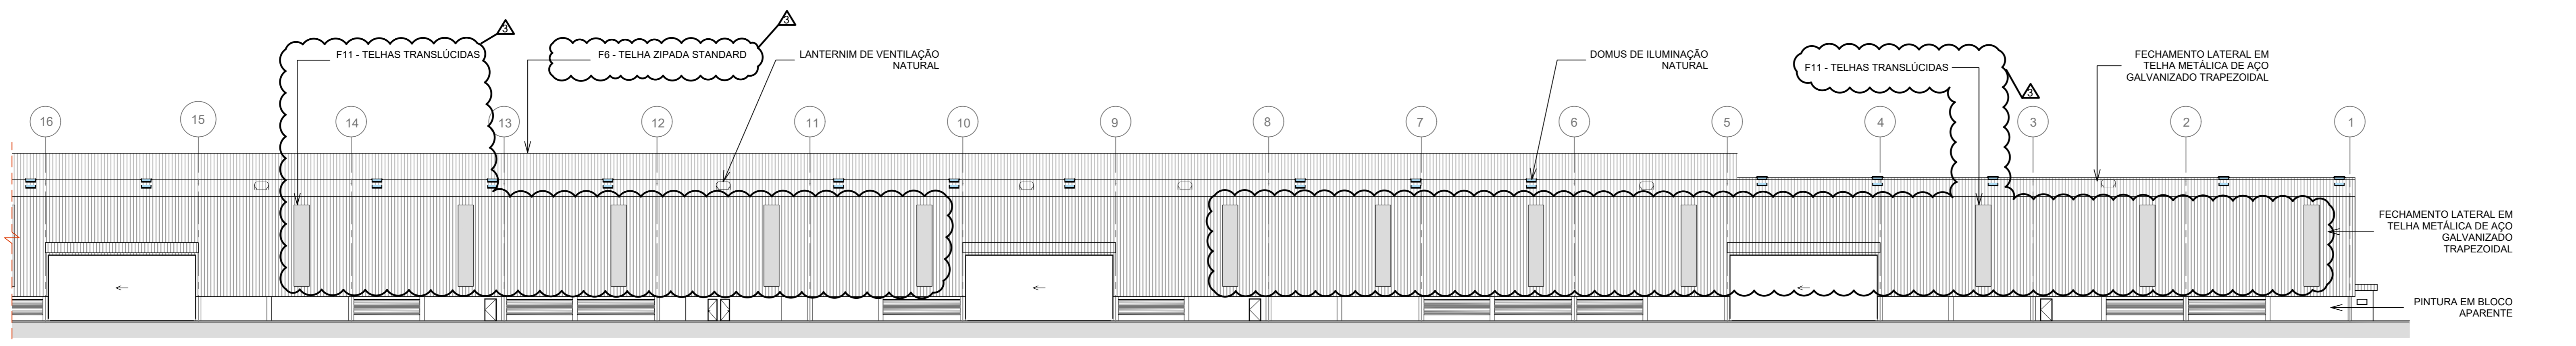 3
3
F11 - TELHAS TRANSLÚCIDAS
F6 - TELHA ZIPADA STANDARD
LANTERNIM DE VENTILAÇÃO
NATURAL
DOMUS DE ILUMINAÇÃO
NATURAL
F11 - TELHAS TRANSLÚCIDAS
3
FECHAMENTO LATERAL EM
TELHA METÁLICA DE AÇO
GALVANIZADO TRAPEZOIDAL
16
15
14
13
12
11
10
9
8
7
6
5
4
3
2
1
FECHAMENTO LATERAL EM
TELHA METÁLICA DE AÇO
GALVANIZADO
TRAPEZOIDAL
PINTURA EM BLOCO
APARENTE